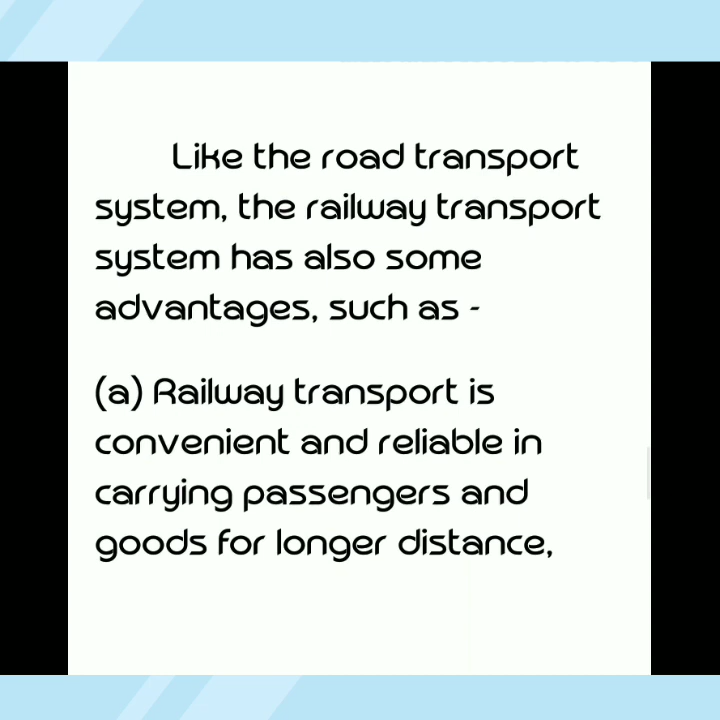 Like the road transport
system, the railway transport
system has also some
advantages, such as -
(a) Railway transport is
convenient and reliable in
carrying passengers and
goods for longer distance,